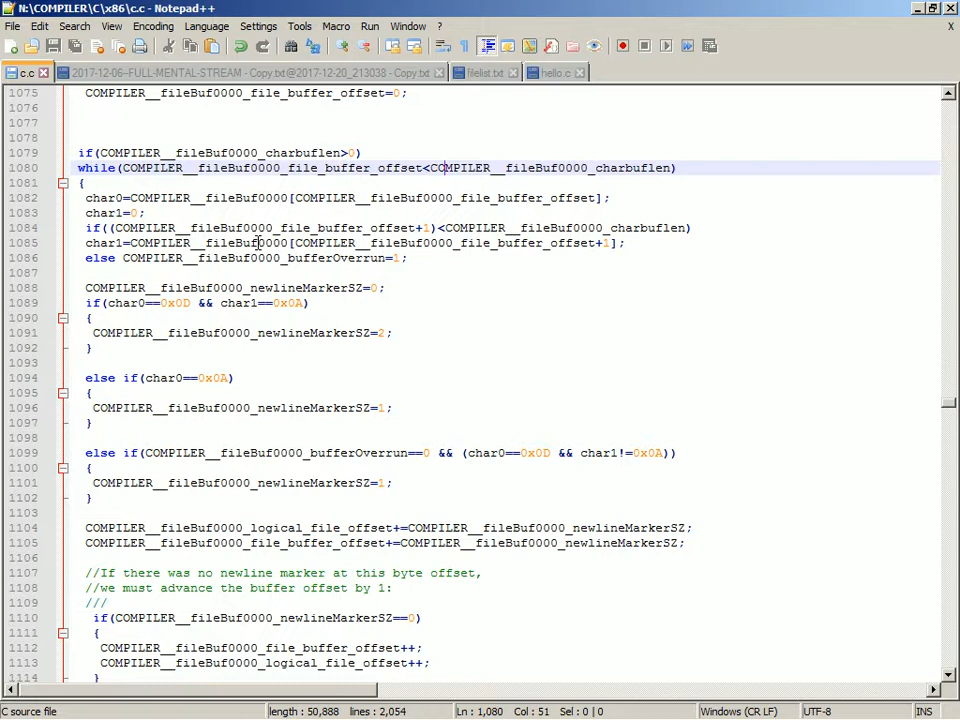 N:\COMPILER\C\x86\c.c - Notepad++
File Edit Search View Encoding Language Settings Tools Macro Run Window ? X
c.c 2017-12-06--FULL-MENTAL-STREAM - Copy.txt@2017-12-20_213038 - Copy.txt filelist.txt hello.c
1075 COMPILER__fileBuf0000_file_buffer_offset=0;
1076
1077
1078
1079 if(COMPILER__fileBuf0000_charbuflen>0)
1080 while(COMPILER__fileBuf0000_file_buffer_offset<COMPILER__fileBuf0000_charbuflen)
1081 {
1082 char0=COMPILER__fileBuf0000[COMPILER__fileBuf0000_file_buffer_offset];
1083 char1=0;
1084 if((COMPILER__fileBuf0000_file_buffer_offset+1)<COMPILER__fileBuf0000_charbuflen)
1085 char1=COMPILER__fileBuf0000[COMPILER__fileBuf0000_file_buffer_offset+1];
1086 else COMPILER__fileBuf0000_bufferOverrun=1;
1087
1088 COMPILER__fileBuf0000_newlineMarkerSZ=0;
1089 if(char0==0x0D && char1==0x0A)
1090 {
1091 COMPILER__fileBuf0000_newlineMarkerSZ=2;
1092 }
1093
1094 else if(char0==0x0A)
1095 {
1096 COMPILER__fileBuf0000_newlineMarkerSZ=1;
1097 }
1098
1099 else if(COMPILER__fileBuf0000_bufferOverrun==0 && (char0==0x0D && char1!=0x0A))
1100 {
1101 COMPILER__fileBuf0000_newlineMarkerSZ=1;
1102 }
1103
1104 COMPILER__fileBuf0000_logical_file_offset+=COMPILER__fileBuf0000_newlineMarkerSZ;
1105 COMPILER__fileBuf0000_file_buffer_offset+=COMPILER__fileBuf0000_newlineMarkerSZ;
1106
1107 //If there was no newline marker at this byte offset,
1108 //we must advance the buffer offset by 1:
1109 ///
1110 if(COMPILER__fileBuf0000_newlineMarkerSZ==0)
1111 {
1112 COMPILER__fileBuf0000_file_buffer_offset++;
1113 COMPILER__fileBuf0000_logical_file_offset++;
1114 }
C source file length : 50,888 lines : 2,054 Ln : 1,080 Col : 51 Sel : 0 | 0 Windows (CR LF) UTF-8 INS